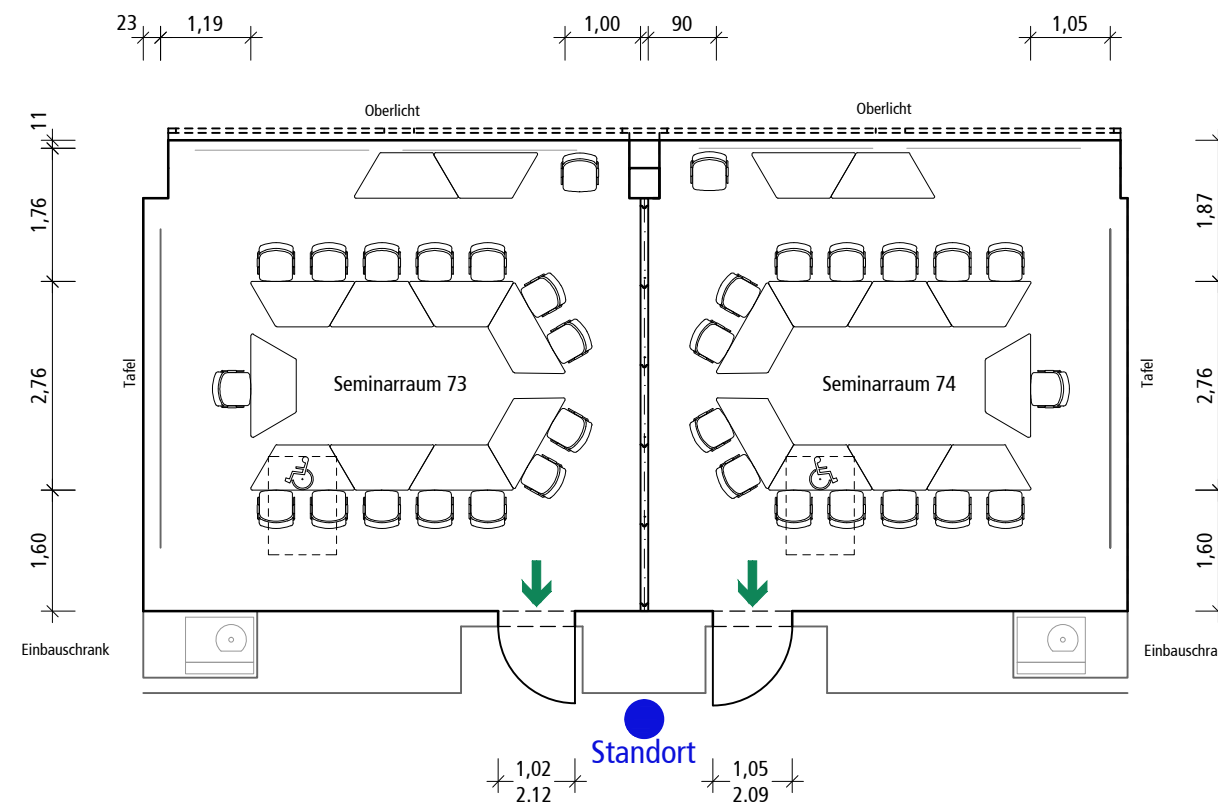 23 1,19 1,00 90 1,05
Oberlicht Oberlicht
11
1,76 1,87
Tafel Seminarraum 73 Seminarraum 74 Tafel
2,76 2,76
1,60 1,60
Einbauschrank Einbauschra
Standort
1,02 1,05
2.12 2.09